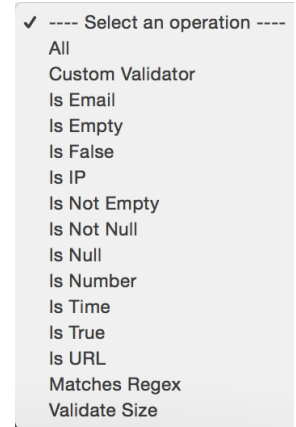 ✓ ---- Select an operation ----
All
Custom Validator
Is Email
Is Empty
Is False
Is IP
Is Not Empty
Is Not Null
Is Null
Is Number
Is Time
Is True
Is URL
Matches Regex
Validate Size